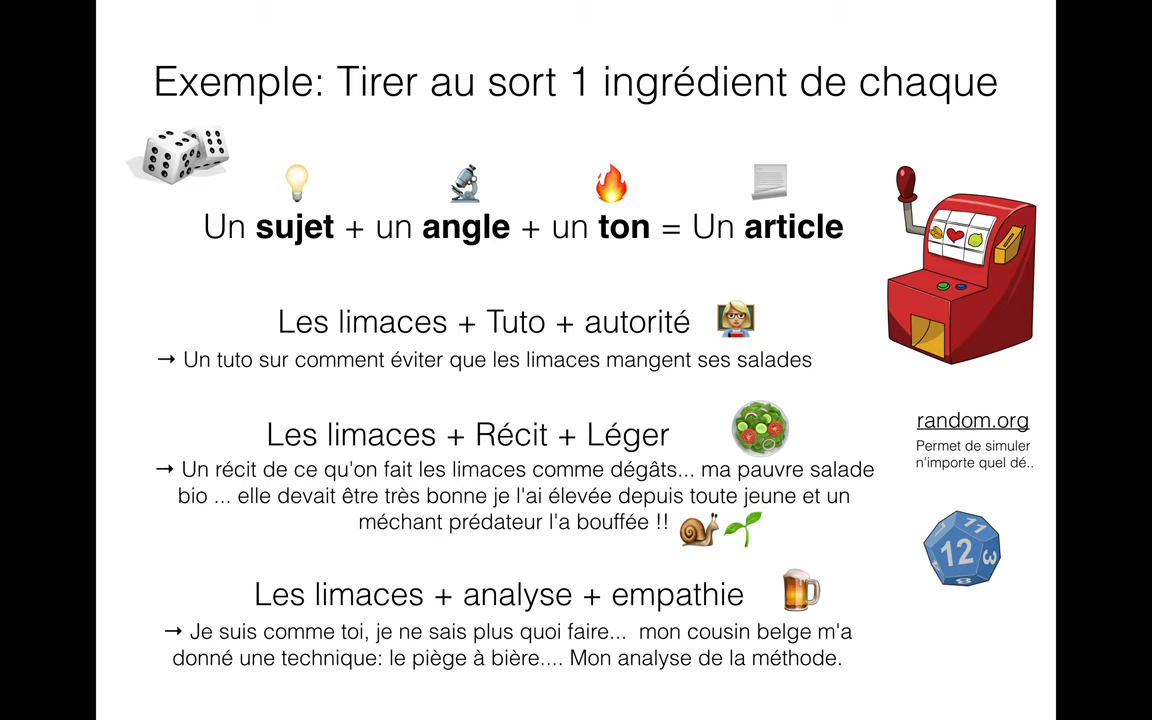 Exemple: Tirer au sort 1 ingrédient de chaque
Un sujet + un angle + un ton = Un article
Les limaces + Tuto + autorité
→ Un tuto sur comment éviter que les limaces mangent ses salades
Les limaces + Récit + Léger
→ Un récit de ce qu'on fait les limaces comme dégâts... ma pauvre salade
bio ... elle devait être très bonne je l'ai élevée depuis toute jeune et un
méchant prédateur l'a bouffée !!
Les limaces + analyse + empathie
→ Je suis comme toi, je ne sais plus quoi faire... mon cousin belge m'a
donné une technique: le piège à bière.... Mon analyse de la méthode.
random.org
Permet de simuler
n'importe quel dé..
11
12
3
8